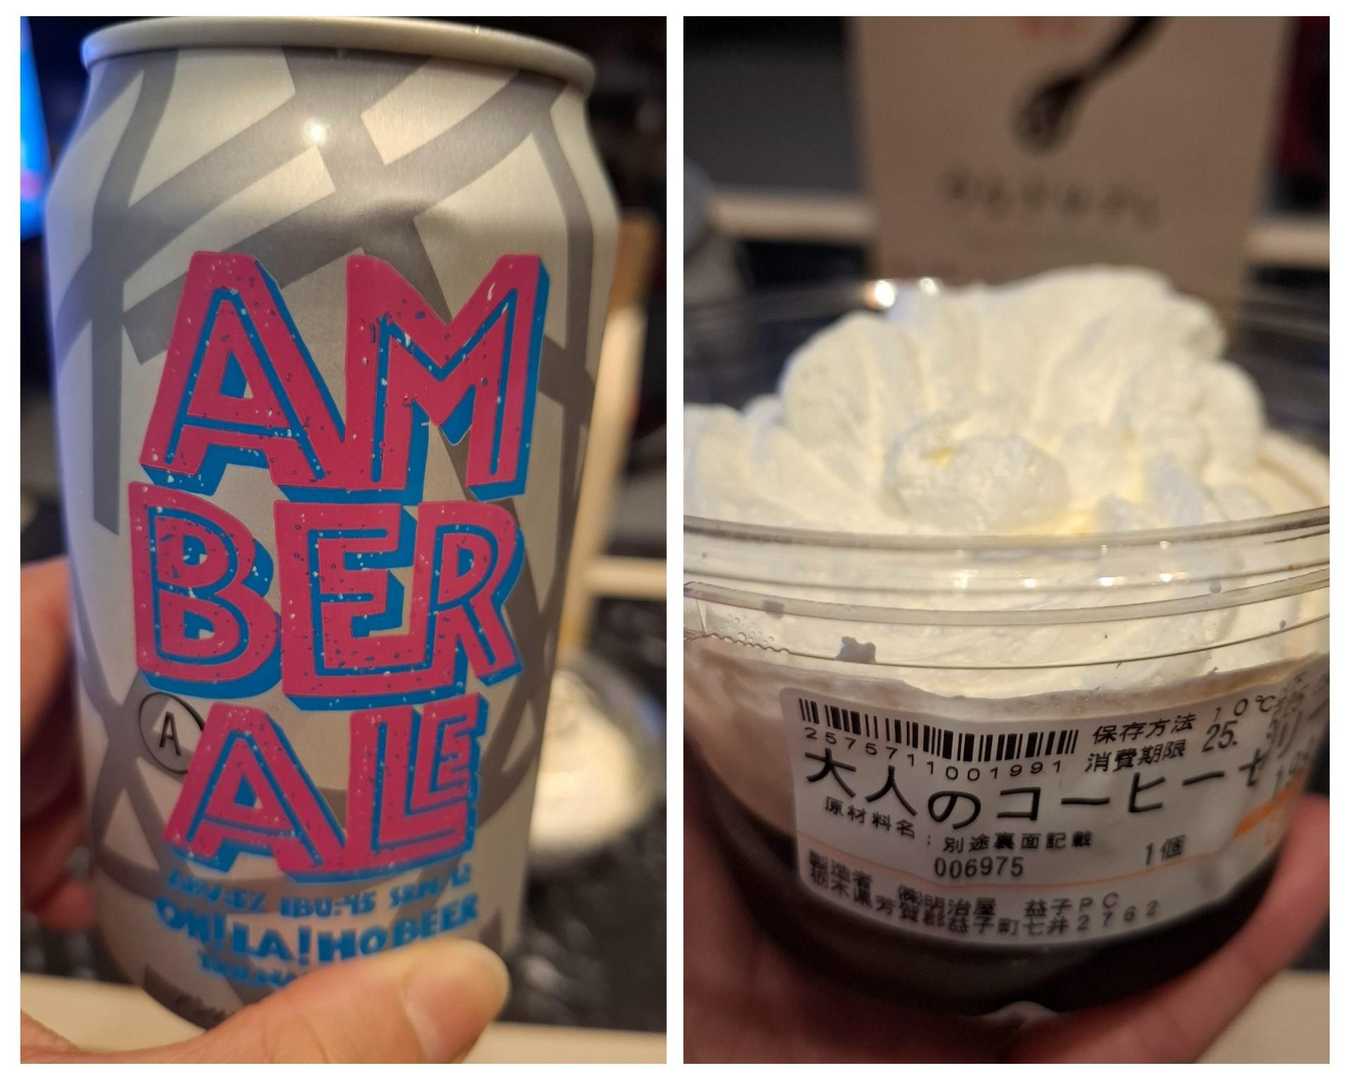 AM
BER
ALE
A
IBU:45
OH!LA!HO BEER
保存方法 10℃
2575711001991
消費期限 25.
大人のコーヒーゼ
原材料名：別途裏面記載
006975 1個
製造者 ㈱明治屋 益子PC
栃木県芳賀郡益子町七井2762